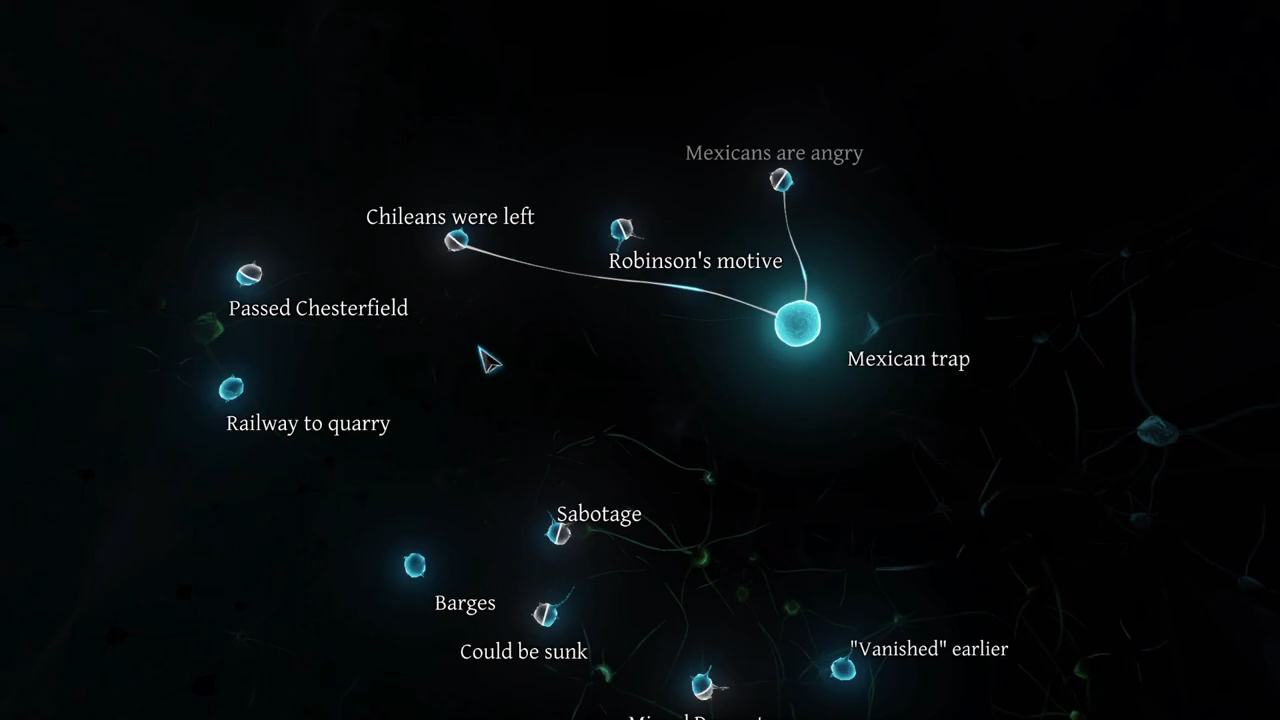 Mexicans are angry
Chileans were left
Robinson's motive
Passed Chesterfield
Mexican trap
Railway to quarry
Sabotage
Barges
Could be sunk
"Vanished" earlier